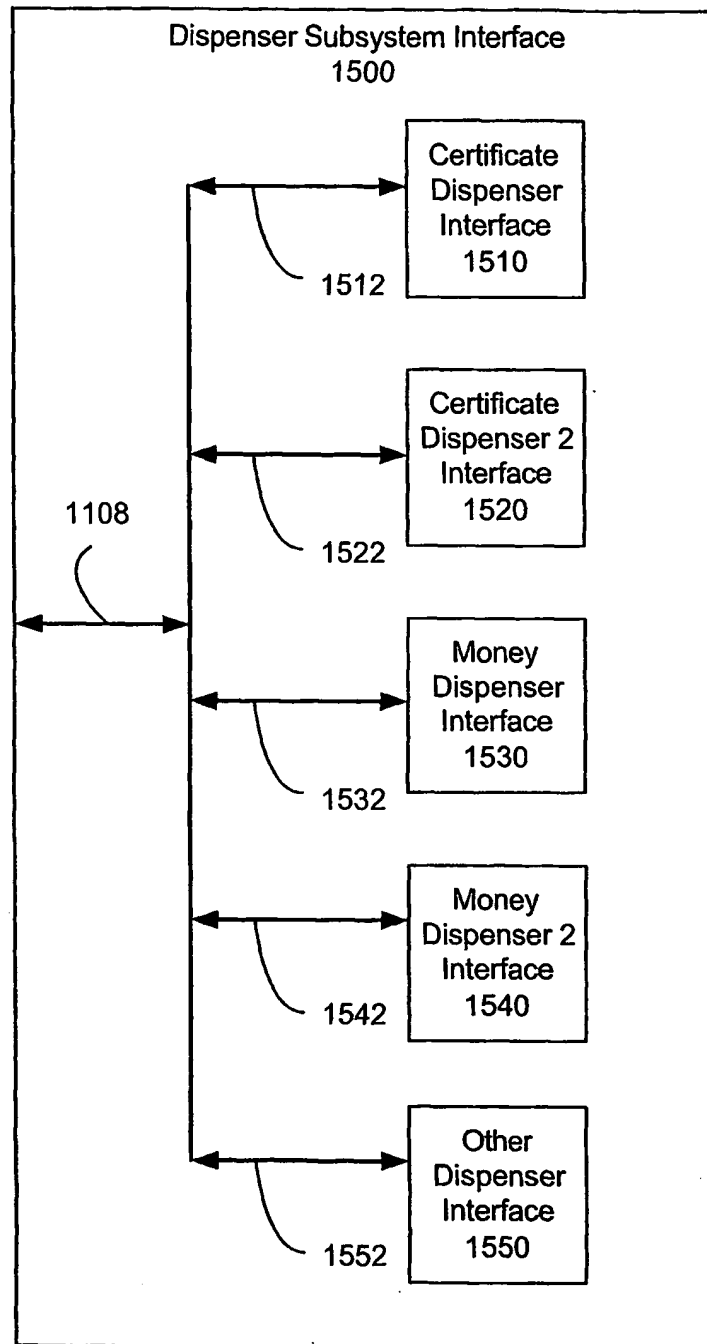 Dispenser Subsystem Interface
1500
Certificate
Dispenser
Interface
1510
1512
Certificate
Dispenser 2
Interface
1520
1522
1108
Money
Dispenser
Interface
1530
1532
Money
Dispenser 2
Interface
1540
1542
Other
Dispenser
Interface
1550
1552